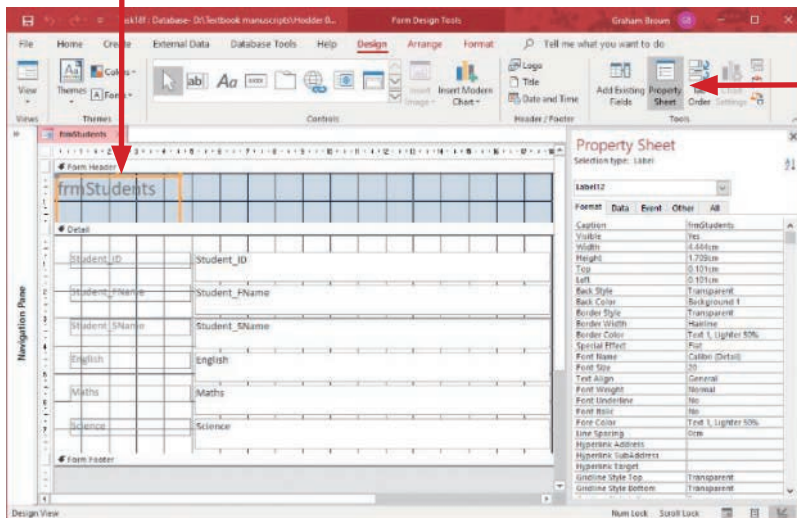 task18f : Database- D:\Textbook manuscripts\Hodder B...
Form Design Tools
Graham Brown
File Home Create External Data Database Tools Help Design Arrange Format Tell me what you want to do
View
Themes
Colors
Fonts
Aa
ab Aa
Insert Image
Insert Modern Chart
Logo
Title
Date and Time
Add Existing Fields
Property Sheet
Tab Order
Settings
Views
Themes
Controls
Header / Footer
Tools
frmStudents
Form Header
frmStudents
Detail
Student_ID Student_ID
Student_FName Student_FName
Student_SName Student_SName
English English
Maths Maths
Science Science
Form Footer
Navigation Pane
Property Sheet
Selection type: Label
Label12
Format Data Event Other All
Caption frmStudents
Visible Yes
Width 4.444cm
Height 1.709cm
Top 0.101cm
Left 0.101cm
Back Style Transparent
Back Color Background 1
Border Style Transparent
Border Width Hairline
Border Color Text 1, Lighter 50%
Special Effect Flat
Font Name Calibri (Detail)
Font Size 20
Text Align General
Font Weight Normal
Font Underline No
Font Italic No
Fore Color Text 1, Lighter 50%
Line Spacing 0cm
Hyperlink Address
Hyperlink SubAddress
Hyperlink Target
Gridline Style Top Transparent
Gridline Style Bottom Transparent
Design View
Num Lock Scroll Lock